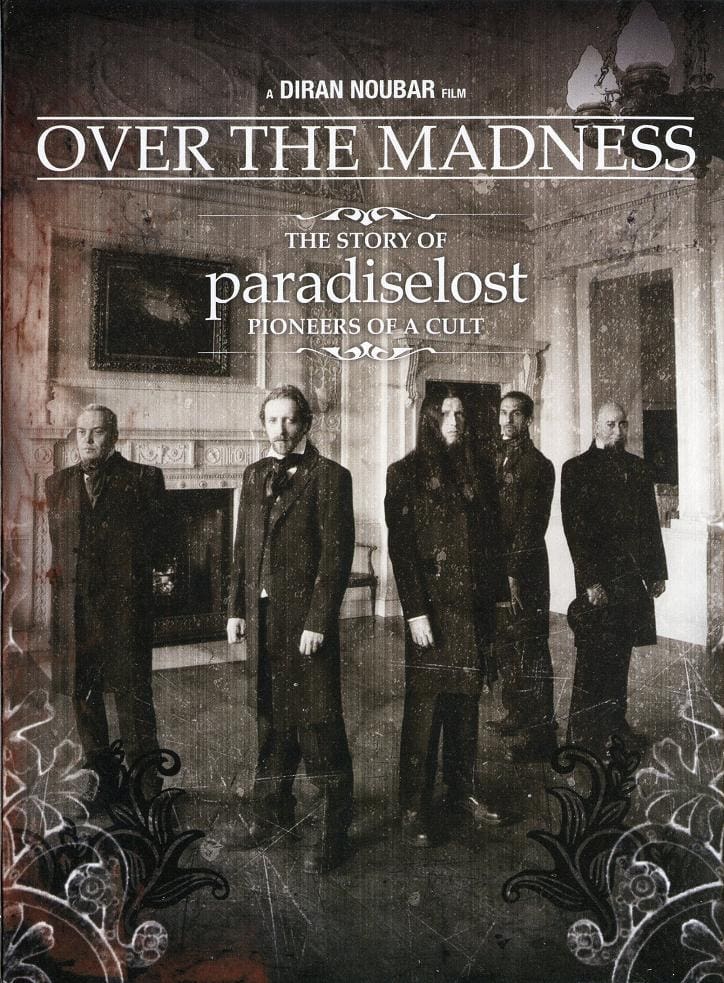 A DIRAN NOUBAR FILM
OVER THE MADNESS
THE STORY OF
paradiselost
PIONEERS OF A CULT